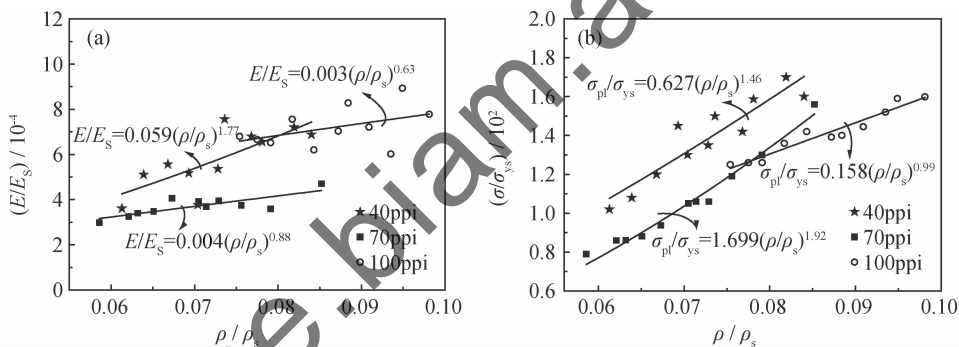 (a)
(E/E_S) / 10⁻⁴
12
10
8
6
4
2
0
E/E_S=0.003(ρ/ρ_s)^0.63
E/E_S=0.059(ρ/ρ_s)^1.77
E/E_S=0.004(ρ/ρ_s)^0.88
★40ppi
■70ppi
○100ppi
0.06 0.07 0.08 0.09 0.10
ρ / ρ_s
(b)
(σ/σ_ys) / 10⁻²
2.0
1.8
1.6
1.4
1.2
1.0
0.8
0.6
σ_pl/σ_ys=0.627(ρ/ρ_s)^1.46
σ_pl/σ_ys=0.158(ρ/ρ_s)^0.99
σ_pl/σ_ys=1.699(ρ/ρ_s)^1.92
★40ppi
■70ppi
○100ppi
0.06 0.07 0.08 0.09 0.10
ρ / ρ_s
e.biam.a